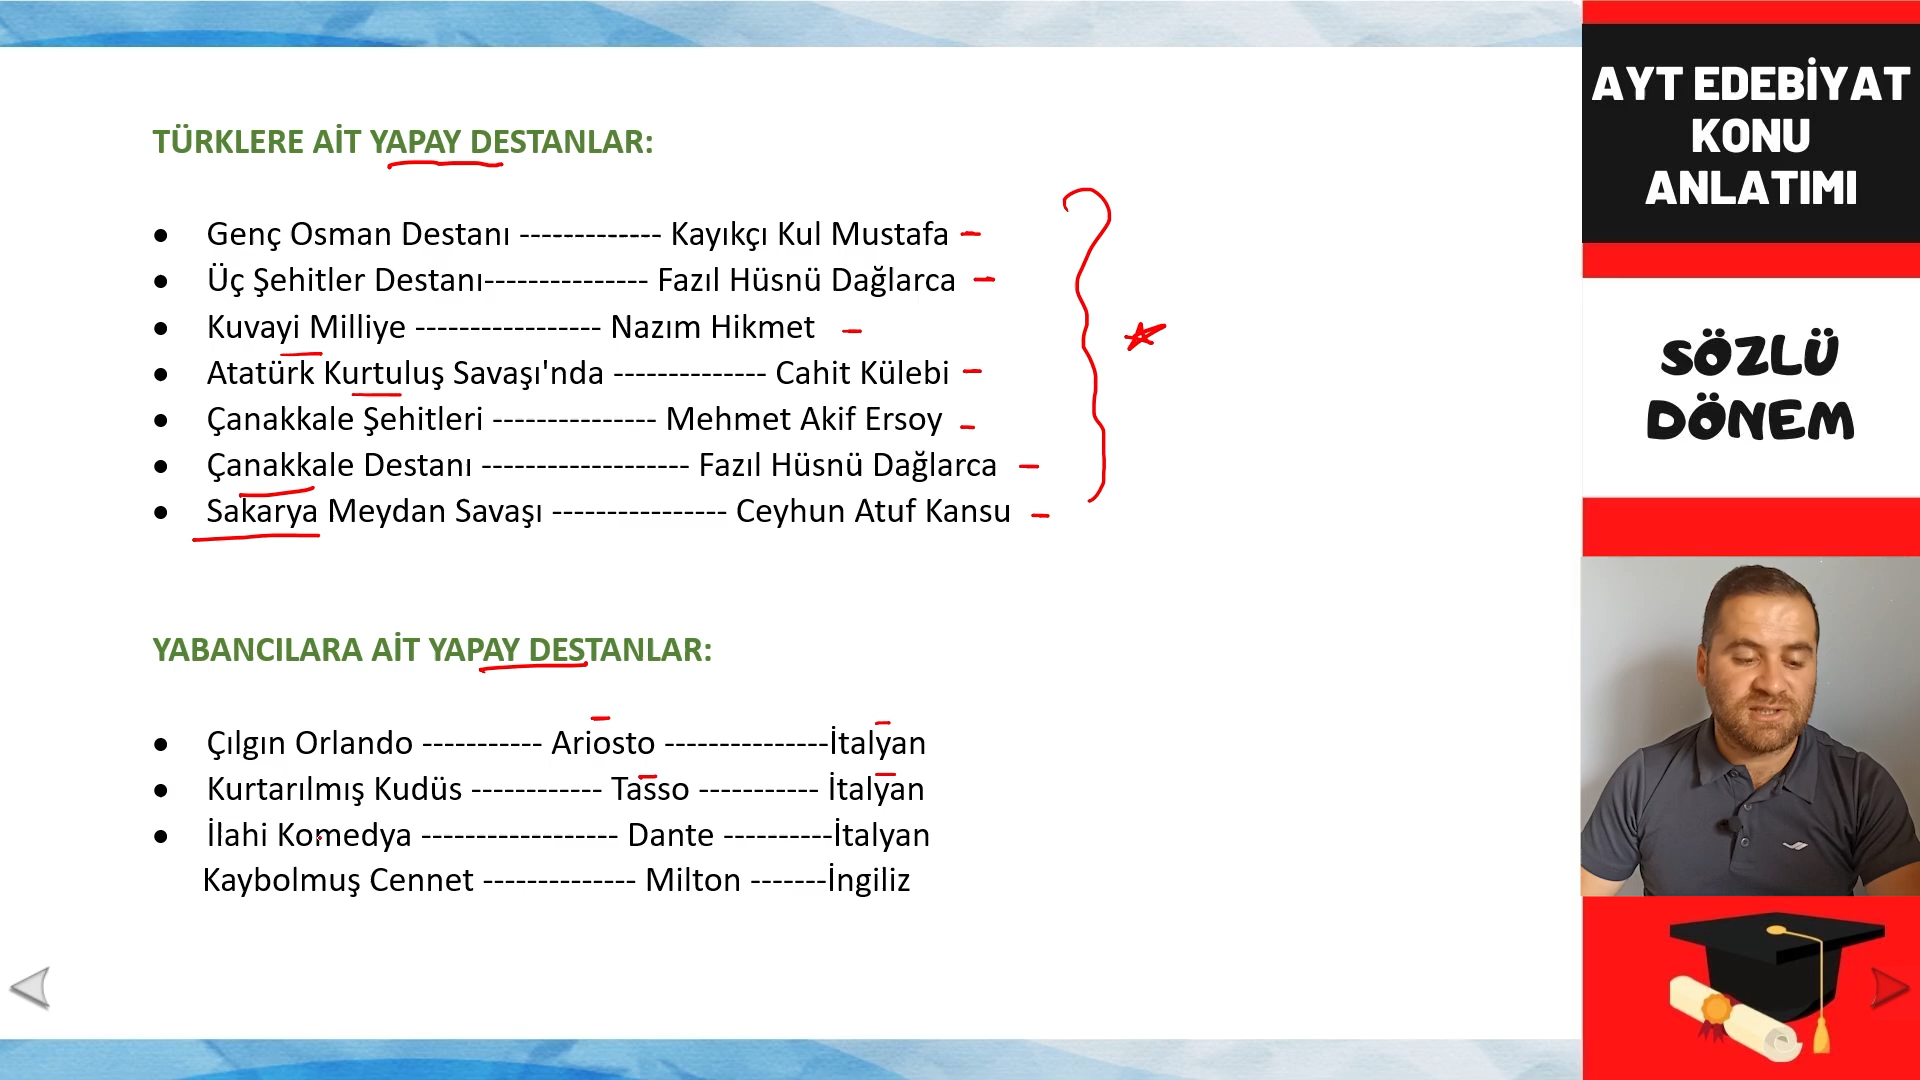 TÜRKLERE AİT YAPAY DESTANLAR:
• Genç Osman Destanı ------------- Kayıkçı Kul Mustafa
• Üç Şehitler Destanı--------------- Fazıl Hüsnü Dağlarca
• Kuvayi Milliye ----------------- Nazım Hikmet
• Atatürk Kurtuluş Savaşı'nda -------------- Cahit Külebi
• Çanakkale Şehitleri --------------- Mehmet Akif Ersoy
• Çanakkale Destanı ------------------- Fazıl Hüsnü Dağlarca
• Sakarya Meydan Savaşı ---------------- Ceyhun Atuf Kansu
YABANCILARA AİT YAPAY DESTANLAR:
• Çılgın Orlando ----------- Ariosto ---------------İtalyan
• Kurtarılmış Kudüs ------------ Tasso ----------- İtalyan
• İlahi Komedya ------------------ Dante ----------İtalyan
Kaybolmuş Cennet -------------- Milton -------İngiliz
AYT EDEBİYAT
KONU
ANLATIMI
SÖZLÜ
DÖNEM